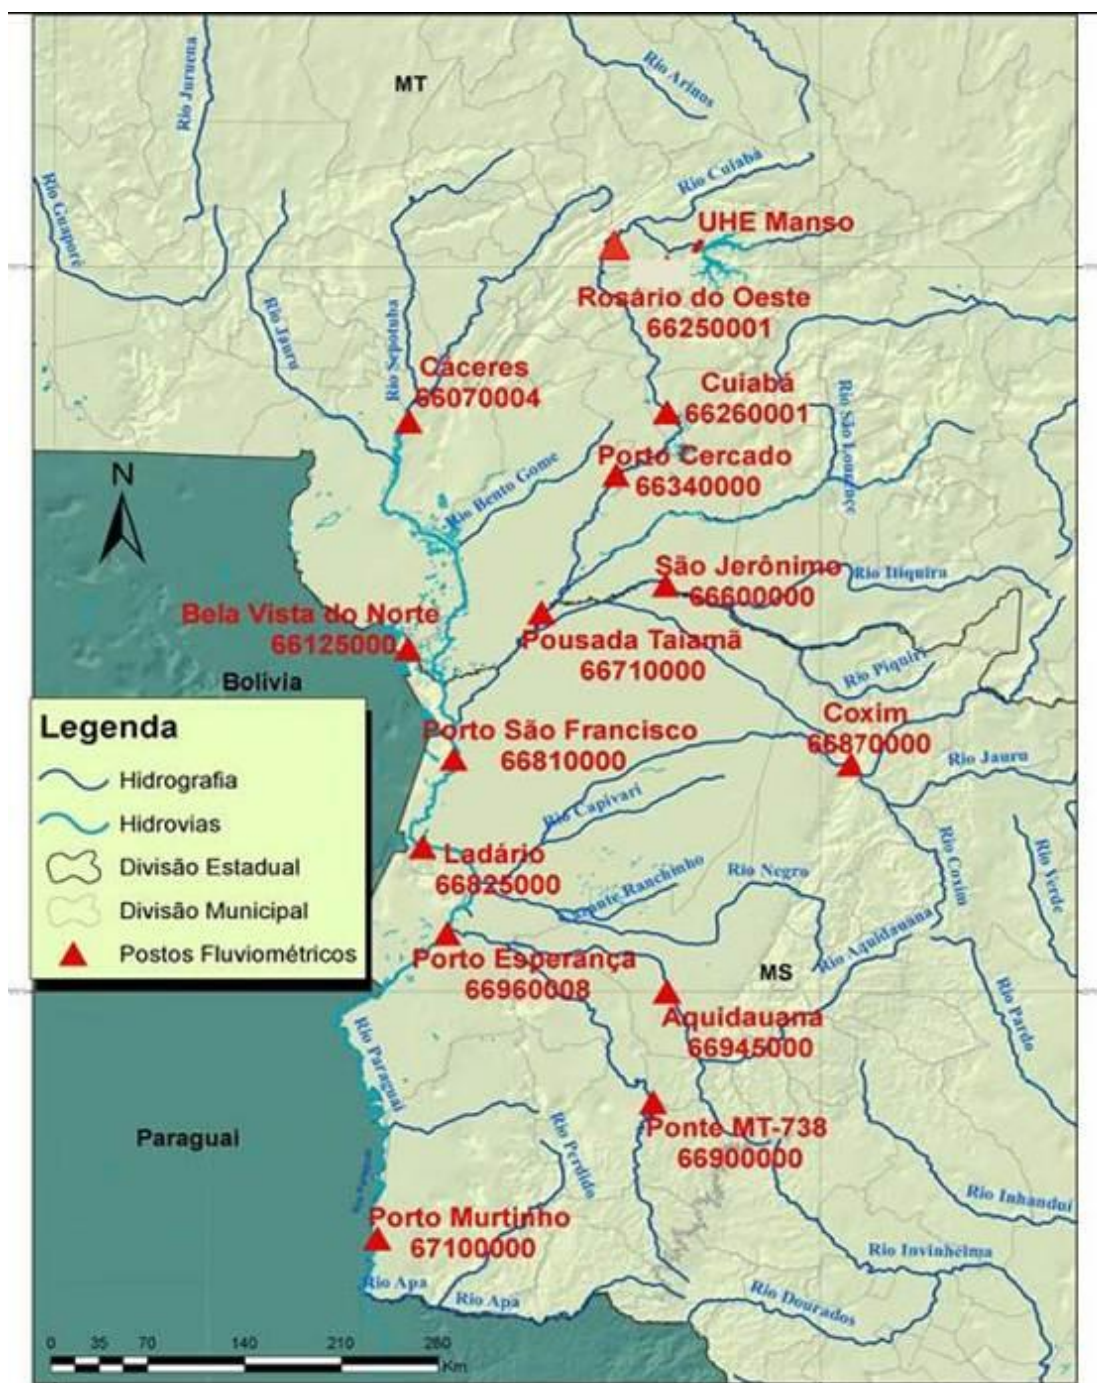 MT
Rio Juruena
Rio Arinos
Rio Cuiabá
Rio Guaporé
UHE Manso
Rosário do Oeste
66250001
Rio Jauru
Rio Sepotuba
Cáceres
66070004
Cuiabá
66260001
Rio São Lourenço
Porto Cercado
66340000
N
Rio Bento Gome
São Jerônimo
66600000
Rio Itiquira
Bela Vista do Norte
66125000
Pousada Taiamã
66710000
Rio Piquiri
Bolívia
Coxim
66870000
Porto São Francisco
66810000
Rio Jauru
Legenda
Hidrografia
Hidrovias
Divisão Estadual
Divisão Municipal
Postos Fluviométricos
Rio Capivari
Ladário
66825000
Ranchinho
Rio Negro
Rio Coxim
Rio Verde
Rio Aquidauana
Porto Esperança
66960008
MS
Aquidauana
66945000
Rio Pardo
Rio Paraguai
Ponte MT-738
66900000
Paraguai
Rio Perdido
Rio Inhanduí
Porto Murtinho
67100000
Rio Invinheima
Rio Apa
Rio Apa
Rio Dourados
0 35 70 140 210 280
Km